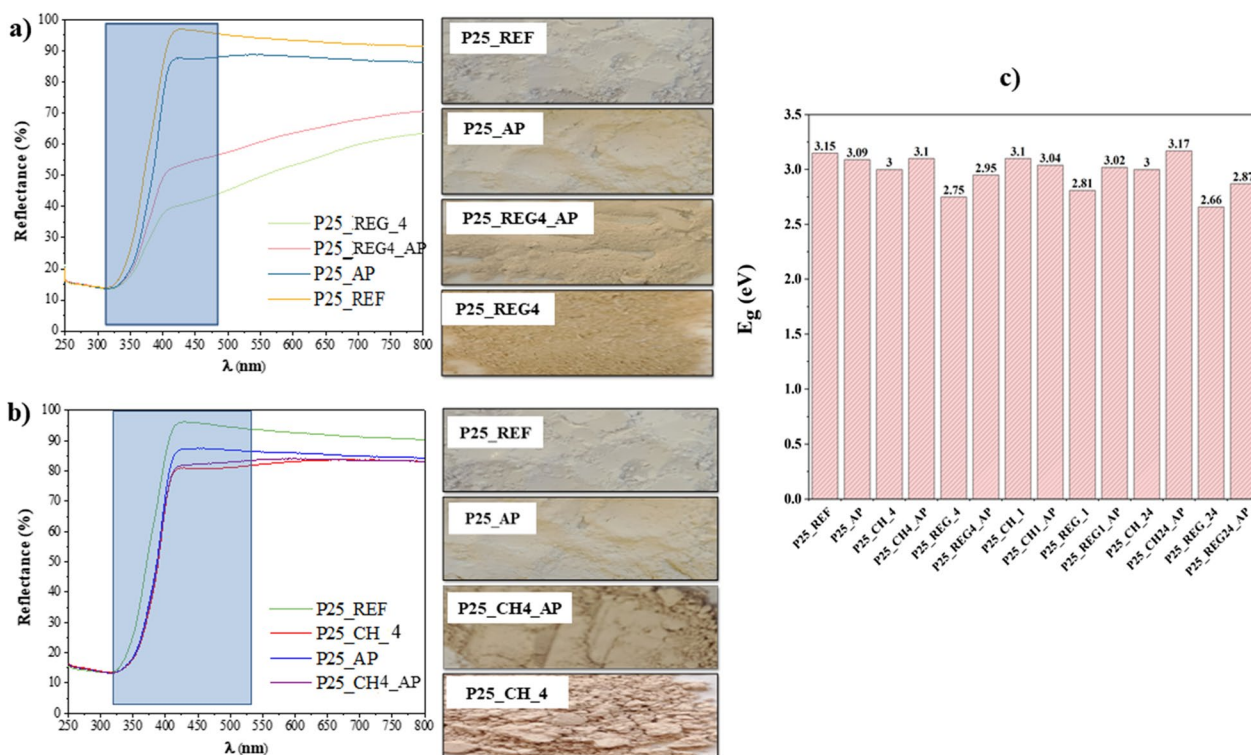 a)
100
90
80
70
60
50
40
30
20
10
0
Reflectance (%)
250 300 350 400 450 500 550 600 650 700 750 800
λ (nm)
P25_REG_4
P25_REG4_AP
P25_AP
P25_REF
P25_REF
P25_AP
P25_REG4_AP
P25_REG4
b)
100
90
80
70
60
50
40
30
20
10
0
Reflectance (%)
250 300 350 400 450 500 550 600 650 700 750 800
λ (nm)
P25_REF
P25_CH_4
P25_AP
P25_CH4_AP
P25_REF
P25_AP
P25_CH4_AP
P25_CH_4
c)
3.5
3.0
2.5
2.0
1.5
1.0
0.5
0.0
Eg (eV)
3.15 3.09 3 3.1 2.75 2.95 3.1 3.04 2.81 3.02 3 3.17 2.66 2.87
P25_REF
P25_AP
P25_CH_4
P25_CH4_AP
P25_REG_4
P25_REG4_AP
P25_CH_1
P25_CH1_AP
P25_REG_1
P25_REG1_AP
P25_CH_24
P25_CH24_AP
P25_REG_24
P25_REG24_AP